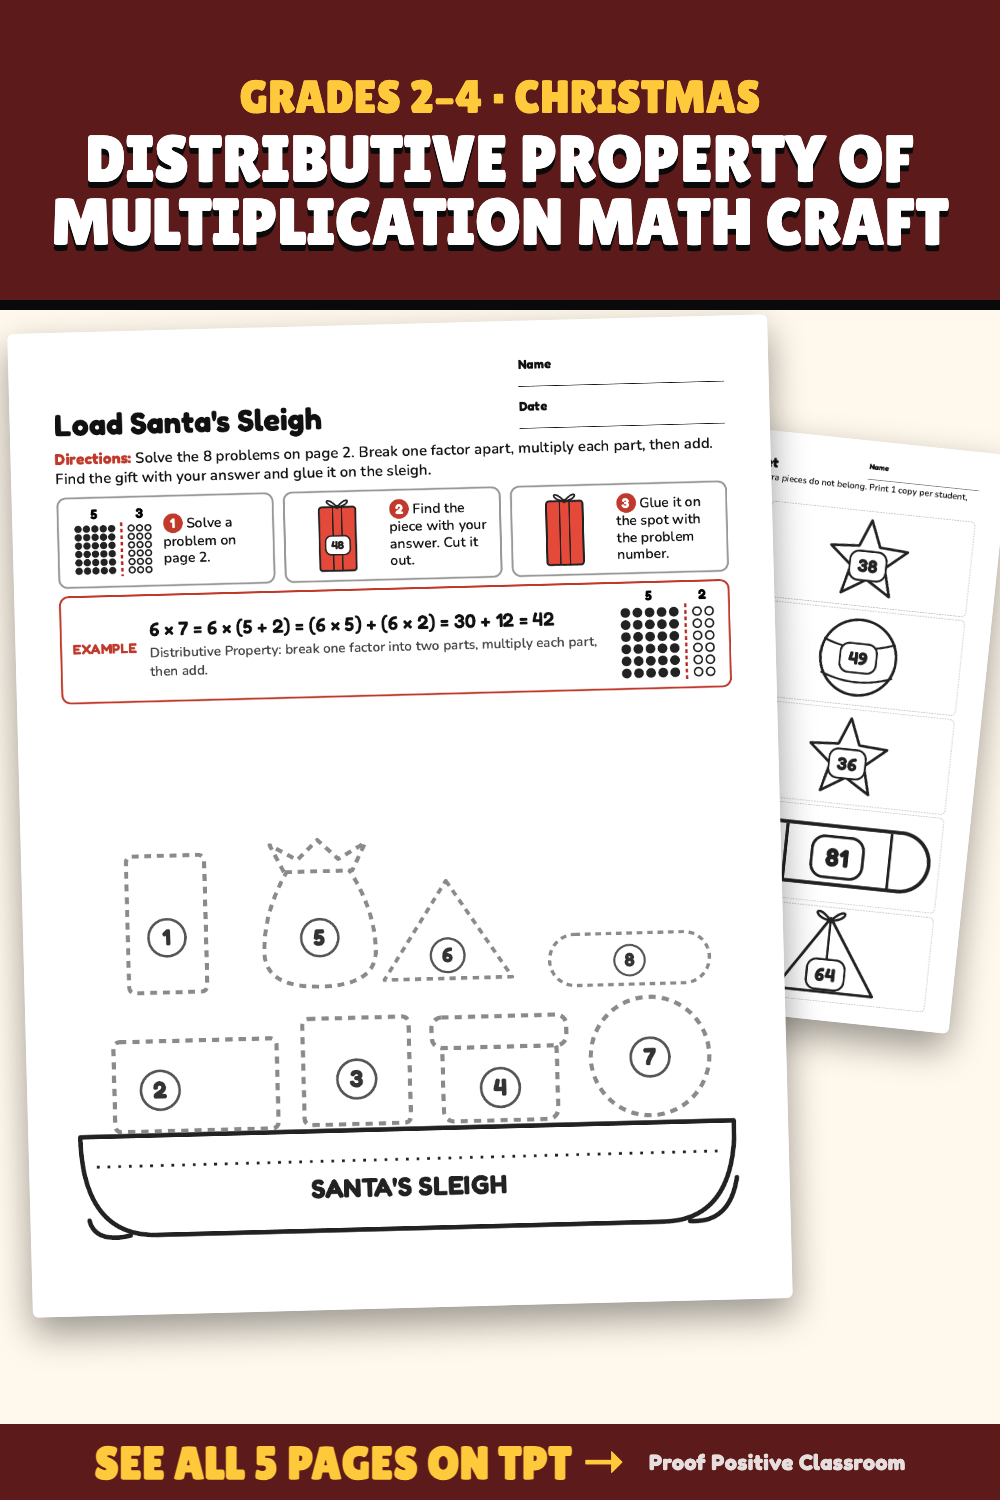 GRADES 2–4 · CHRISTMAS
DISTRIBUTIVE PROPERTY OF
MULTIPLICATION MATH CRAFT
Name
Date
Load Santa's Sleigh
Directions: Solve the 8 problems on page 2. Break one factor apart, multiply each part, then add.
Find the gift with your answer and glue it on the sleigh.
5 3
1 Solve a
problem on
page 2.
48
2 Find the
piece with your
answer. Cut it
out.
3 Glue it on
the spot with
the problem
number.
EXAMPLE
6 × 7 = 6 × (5 + 2) = (6 × 5) + (6 × 2) = 30 + 12 = 42
Distributive Property: break one factor into two parts, multiply each part,
then add.
5 2
1
5
6
8
2
3
4
7
SANTA'S SLEIGH
Name
pieces do not belong. Print 1 copy per student,
38
49
36
81
64
SEE ALL 5 PAGES ON TPT →
Proof Positive Classroom